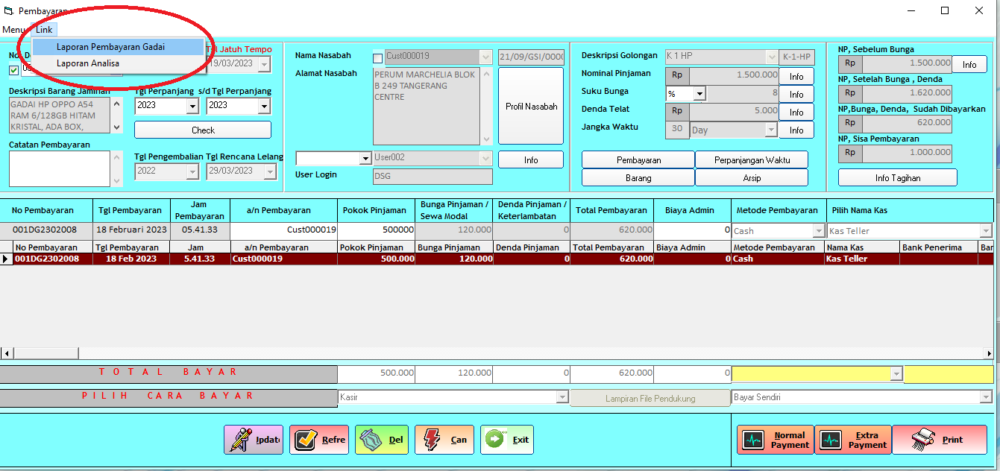 Pembayaran
Menu Link
Laporan Pembayaran Gadai
Laporan Analisa
Tgl Jatuh Tempo
19/03/2023
Deskripsi Barang Jaminan
GADAI HP OPPO A54
RAM 6/128GB HITAM
KRISTAL, ADA BOX,
Tgl Perpanjang s/d Tgl Perpanjang
2023 2023
Check
Catatan Pembayaran
Tgl Pengembalian Tgl Rencana Lelang
2022 29/03/2023
Nama Nasabah Cust000019 21/09/GSI/0000
Alamat Nasabah
PERUM MARCHELIA BLOK
B 249 TANGERANG
CENTRE
Profil Nasabah
User002 Info
User Login DSG
Deskripsi Golongan K 1 HP K-1-HP
Nominal Pinjaman Rp 1.500.000 Info
Suku Bunga % 8 Info
Denda Telat Rp 5.000 Info
Jangka Waktu 30 Day Info
Pembayaran Perpanjangan Waktu
Barang Arsip
NP, Sebelum Bunga
Rp 1.500.000 Info
NP, Setelah Bunga , Denda
Rp 1.620.000
NP,Bunga, Denda, Sudah Dibayarkan
Rp 620.000
NP, Sisa Pembayaran
Rp 1.000.000
Info Tagihan
No Pembayaran Tgl Pembayaran Jam Pembayaran a/n Pembayaran Pokok Pinjaman Bunga Pinjaman / Sewa Modal Denda Pinjaman / Keterlambatan Total Pembayaran Biaya Admin Metode Pembayaran Pilih Nama Kas
001DG2302008 18 Februari 2023 05.41.33 Cust000019 500000 120.000 0 620.000 0 Cash Kas Teller
No Pembayaran Tgl Pembayaran Jam a/n Pembayaran Pokok Pinjaman Bunga Pinjaman Denda Pinjaman Total Pembayaran Biaya Admin Metode Pembayaran Nama Kas Bank Penerima Bar
001DG2302008 18 Feb 2023 5.41.33 Cust000019 500.000 120.000 0 620.000 0 Cash Kas Teller
TOTAL BAYAR 500.000 120.000 0 620.000 0
PILIH CARA BAYAR Kasir Lampiran File Pendukung Bayar Sendiri
Refre Del Can Exit Normal Payment Extra Payment Print